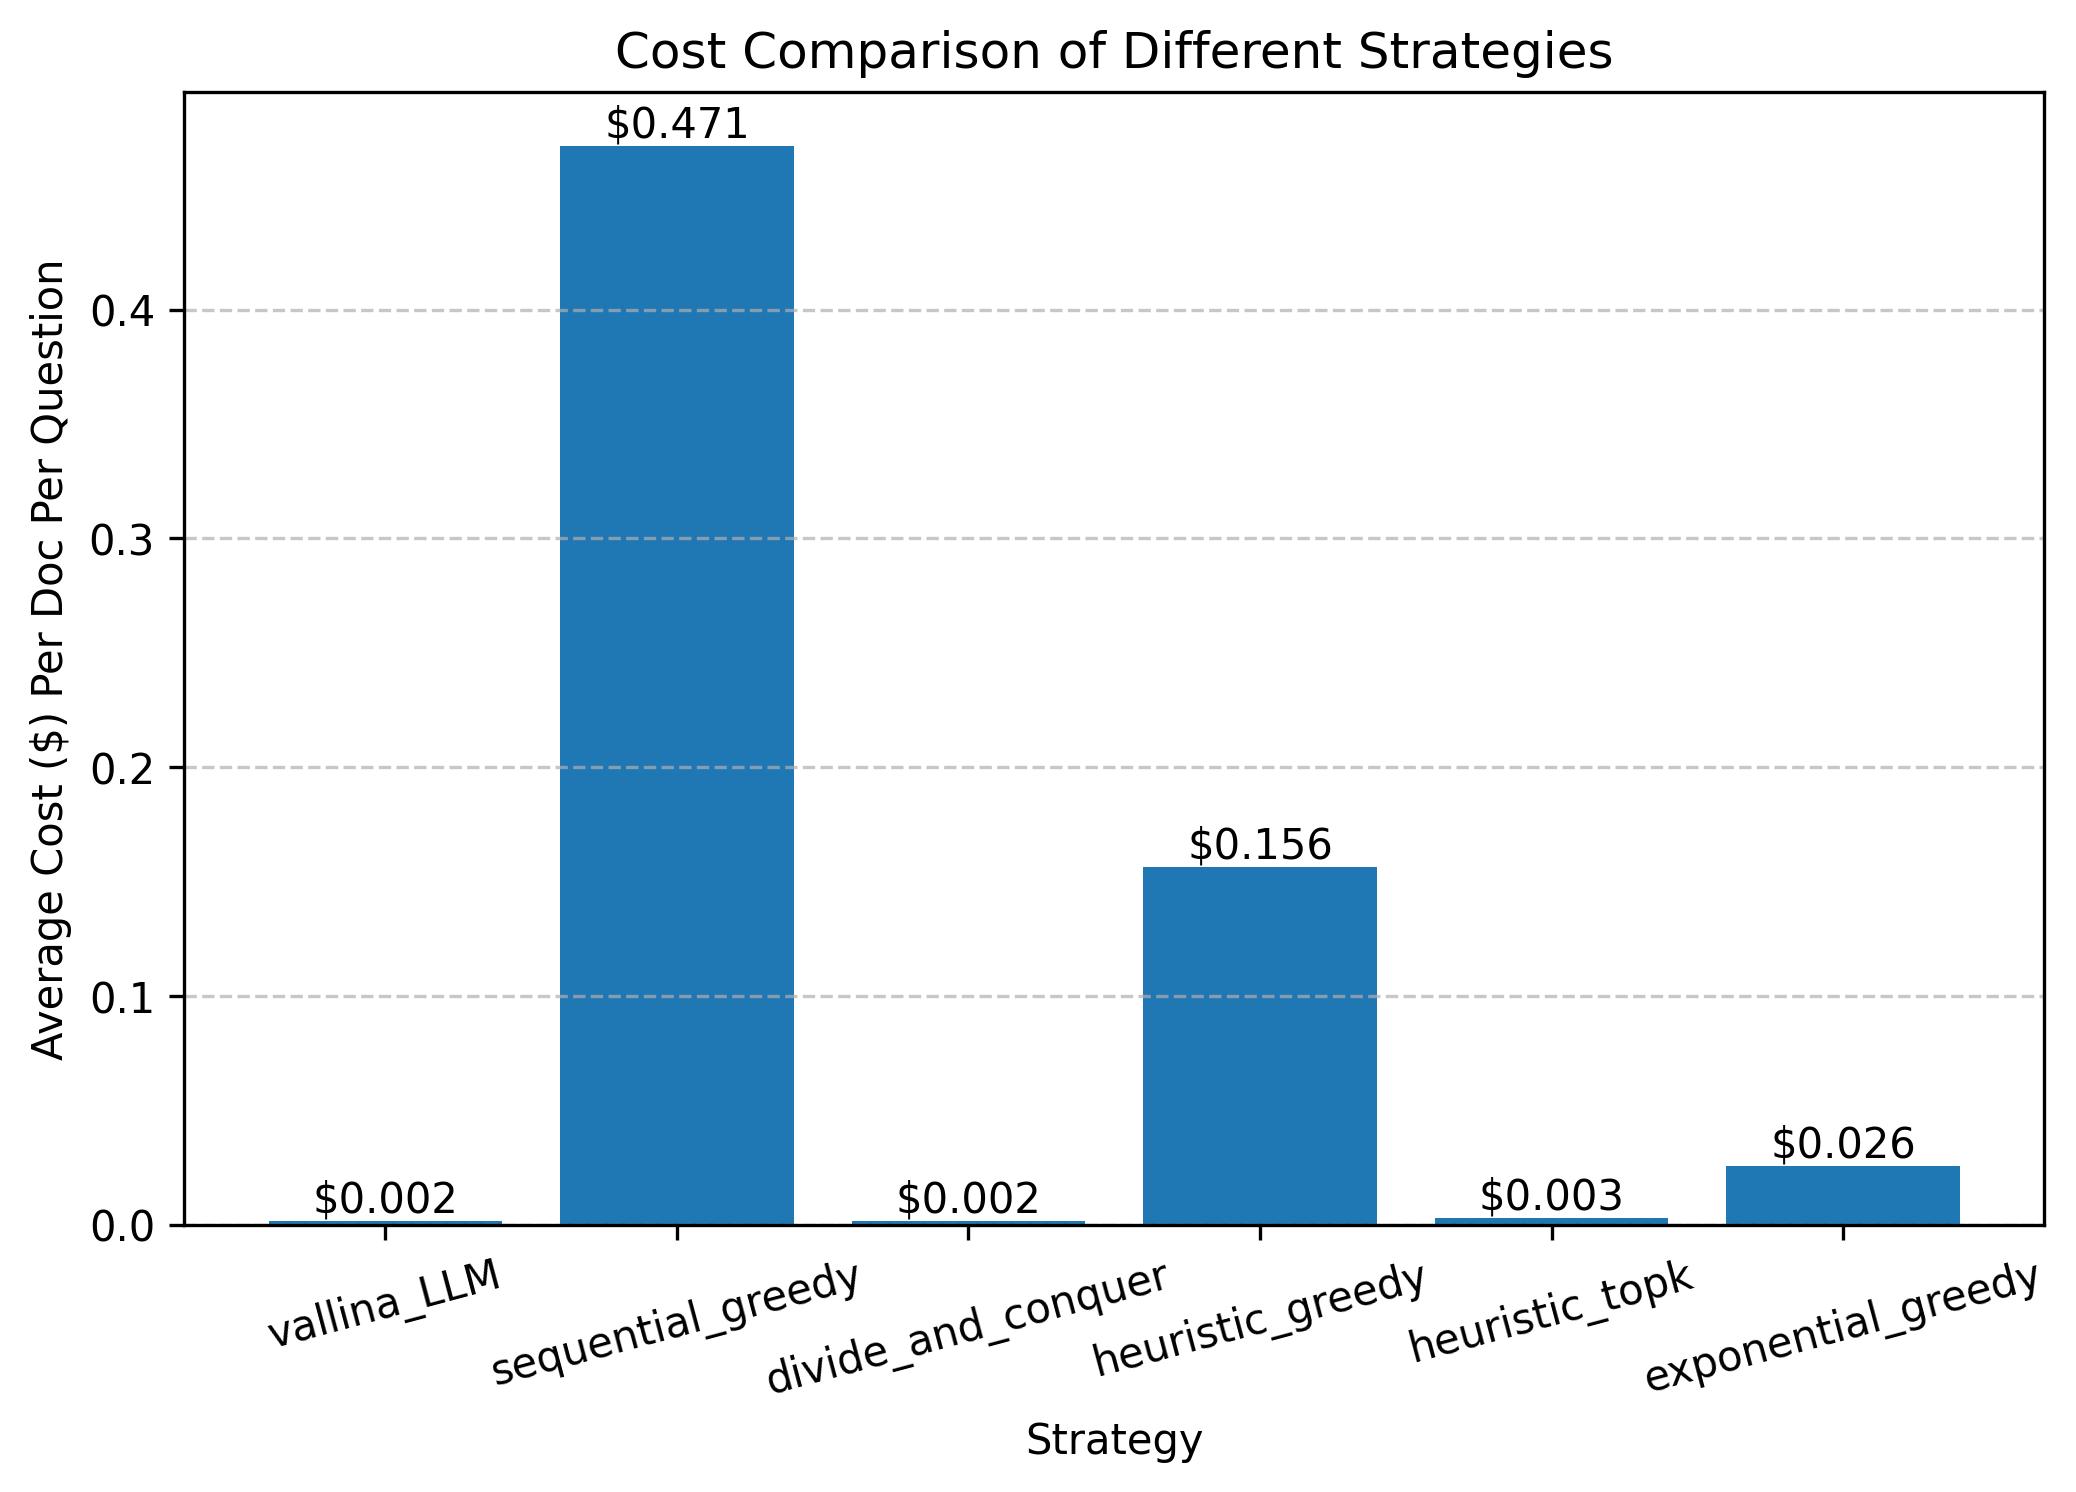 Cost Comparison of Different Strategies
Average Cost ($) Per Doc Per Question
0.4
0.3
0.2
0.1
0.0
$0.002
$0.471
$0.002
$0.156
$0.003
$0.026
vallina_LLM
sequential_greedy
divide_and_conquer
heuristic_greedy
heuristic_topk
exponential_greedy
Strategy